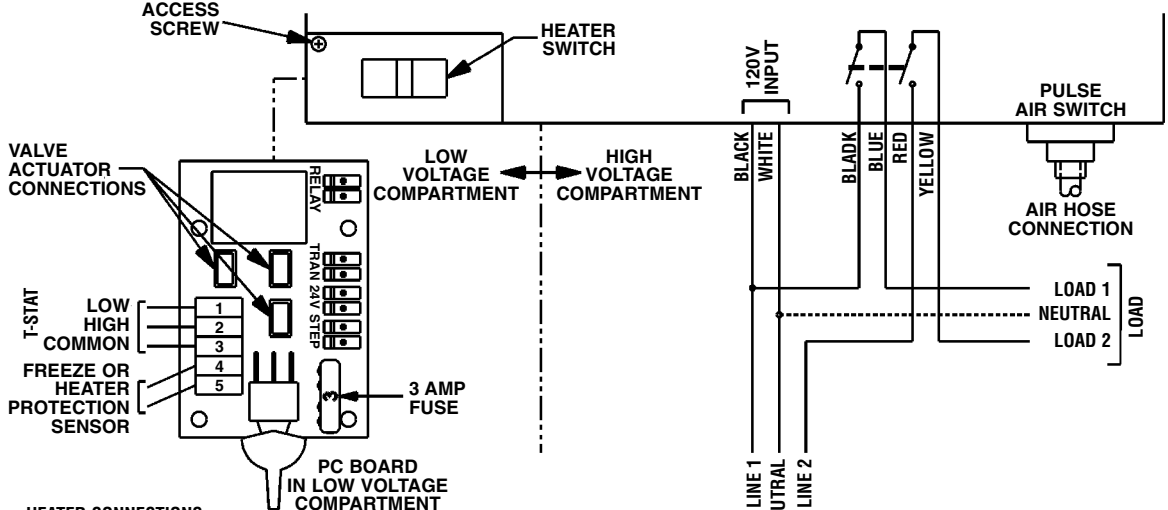 ACCESS
SCREW
HEATER
SWITCH
120V
INPUT
PULSE
AIR SWITCH
VALVE
ACTUATOR
CONNECTIONS
LOW
VOLTAGE
COMPARTMENT
HIGH
VOLTAGE
COMPARTMENT
BLACK
WHITE
BLADK
BLUE
RED
YELLOW
AIR HOSE
CONNECTION
RELAY
TRAN
24V
STEP
T-STAT
LOW
HIGH
COMMON
1
2
3
4
5
FREEZE OR
HEATER
PROTECTION
SENSOR
3
3 AMP
FUSE
LOAD 1
NEUTRAL
LOAD 2
LOAD
PC BOARD
IN LOW VOLTAGE
COMPARTMENT
LINE 1
UTRAL
LINE 2
HEATER CONNECTIONS